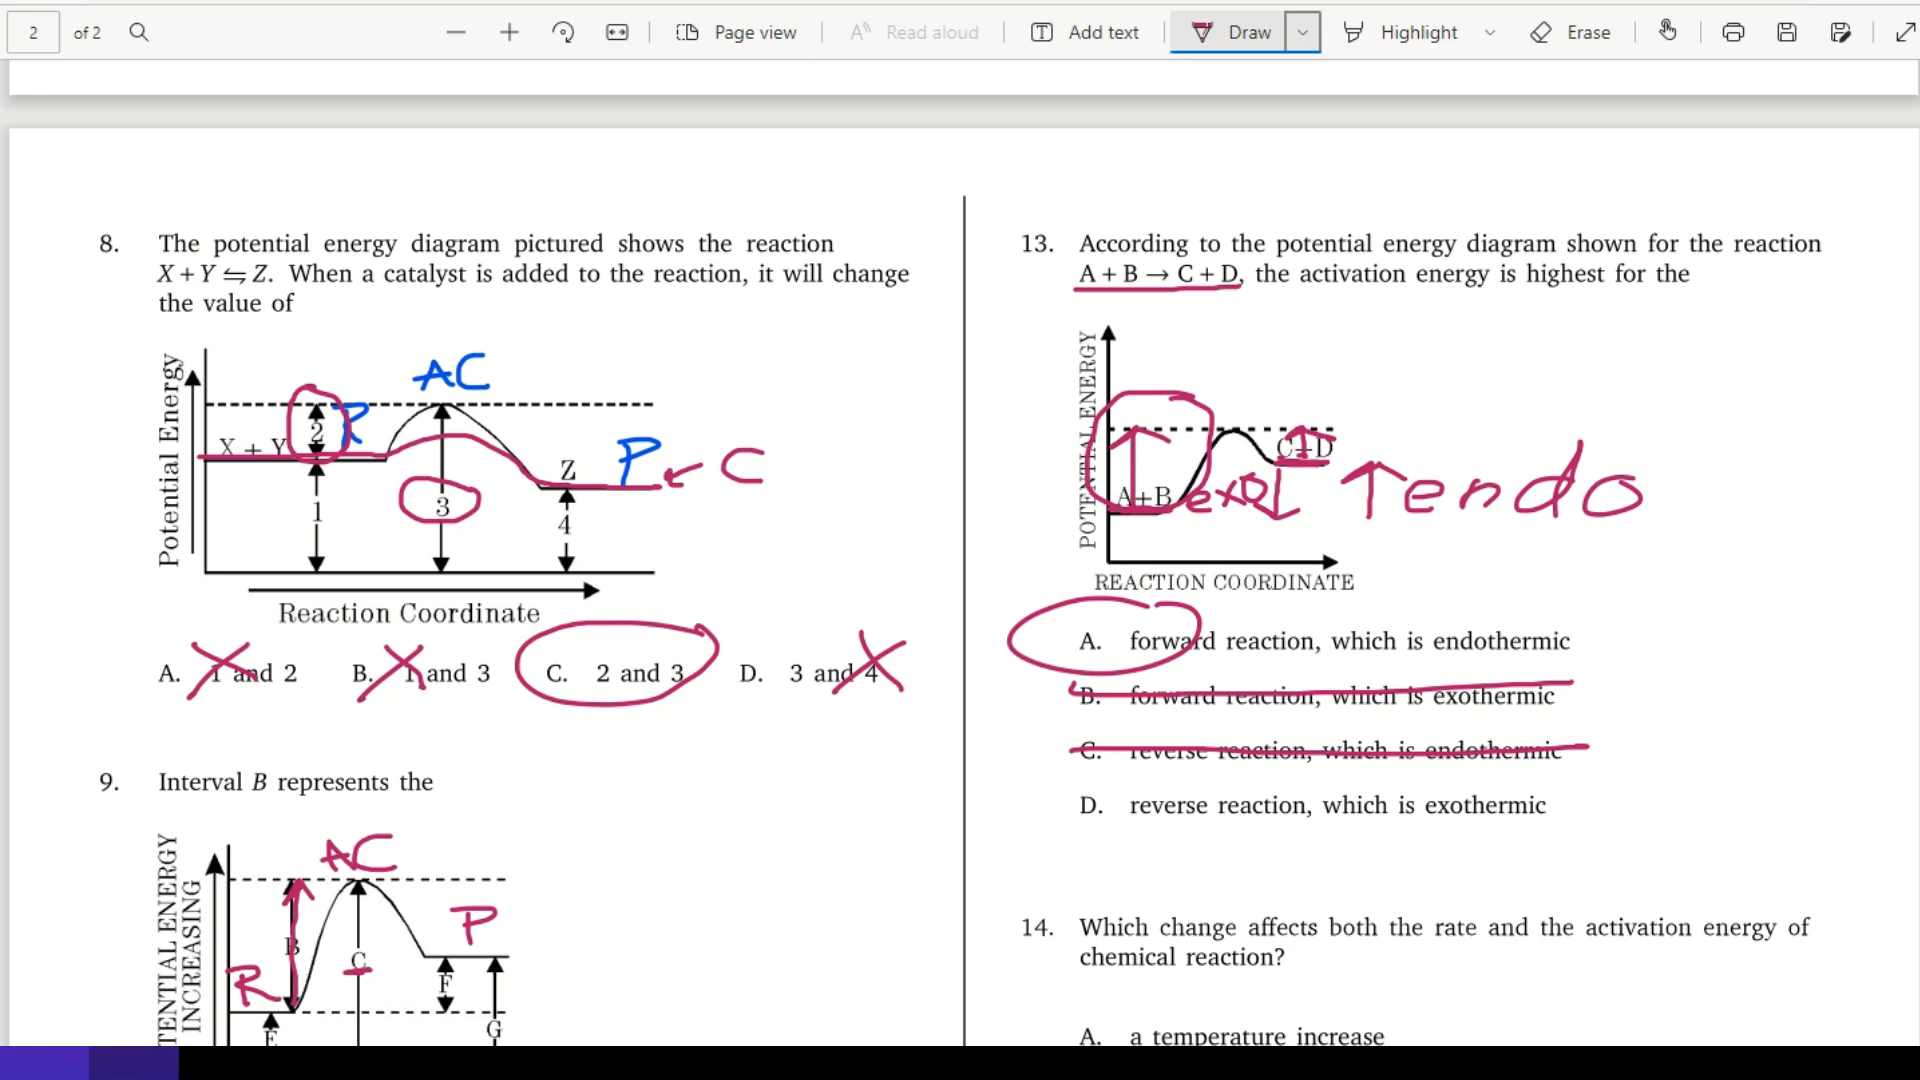 2 of 2 Page view Read aloud Add text Draw Highlight Erase
8. The potential energy diagram pictured shows the reaction
X + Y ⇆ Z. When a catalyst is added to the reaction, it will change
the value of
Potential Energy
AC
2
R
X + Y
Z
P
C
1
3
4
Reaction Coordinate
A. 1 and 2 B. 1 and 3 C. 2 and 3 D. 3 and 4
9. Interval B represents the
TENTIAL ENERGY
INCREASING
AC
P
B
R
C
F
E
G
13. According to the potential energy diagram shown for the reaction
A + B → C + D, the activation energy is highest for the
POTENTIAL ENERGY
C+D
A+B
exo
endo
REACTION COORDINATE
A. forward reaction, which is endothermic
B. forward reaction, which is exothermic
C. reverse reaction, which is endothermic
D. reverse reaction, which is exothermic
14. Which change affects both the rate and the activation energy of
chemical reaction?
A. a temperature increase